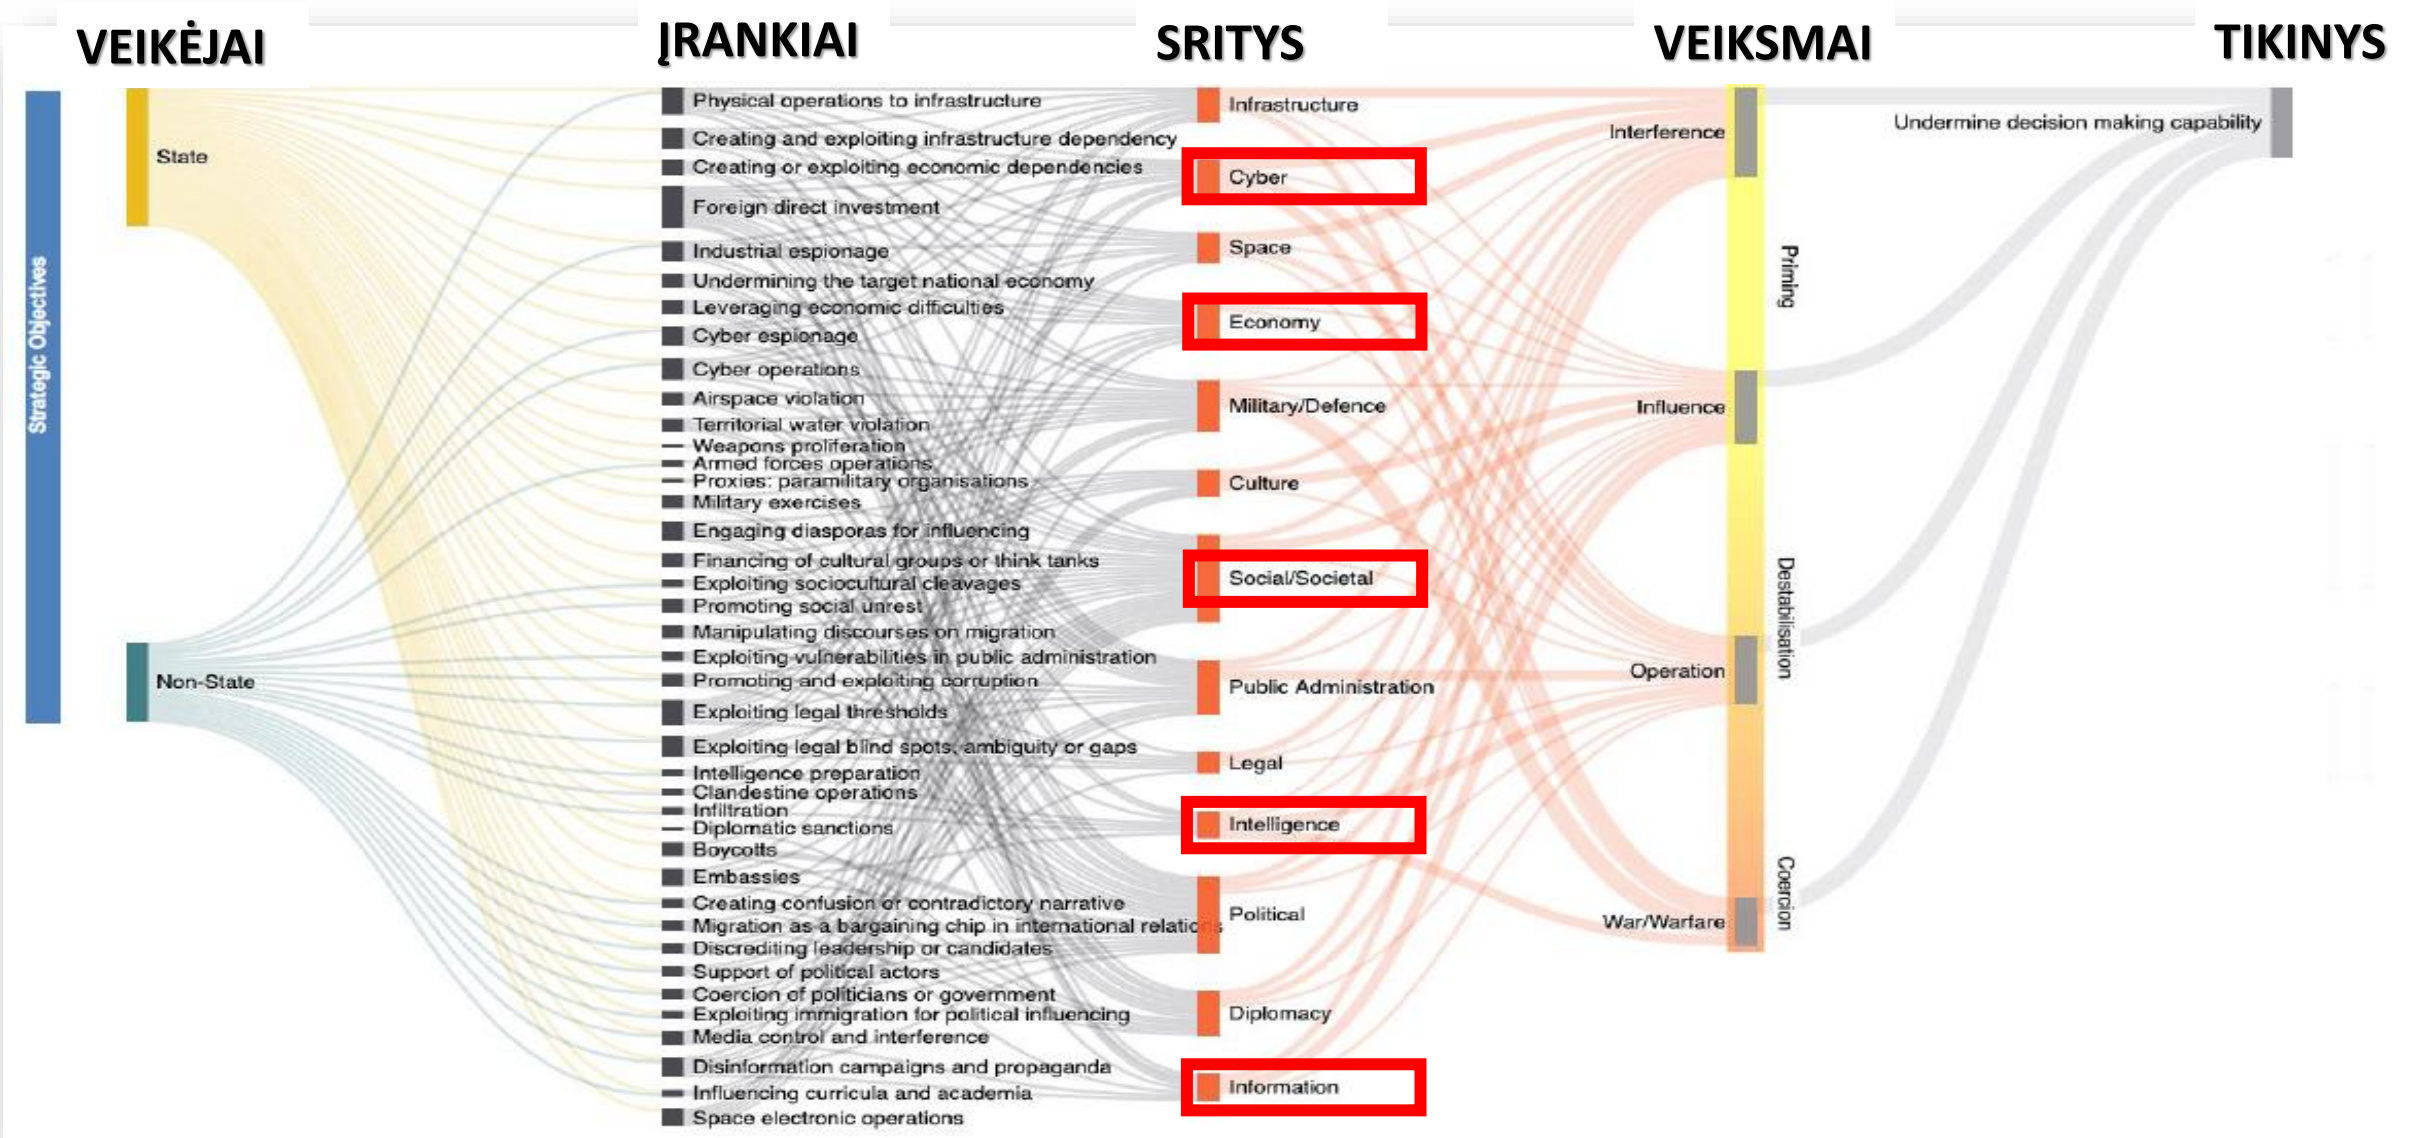 VEIKĖJAI
ĮRANKIAI
SRITYS
VEIKSMAI
TIKINYS
Strategic Objectives
State
Non-State
Physical operations to infrastructure
Creating and exploiting infrastructure dependency
Creating or exploiting economic dependencies
Foreign direct investment
Industrial espionage
Undermining the target national economy
Leveraging economic difficulties
Cyber espionage
Cyber operations
Airspace violation
Territorial water violation
Weapons proliferation
Armed forces operations
Proxies: paramilitary organisations
Military exercises
Engaging diasporas for influencing
Financing of cultural groups or think tanks
Exploiting sociocultural cleavages
Promoting social unrest
Manipulating discourses on migration
Exploiting vulnerabilities in public administration
Promoting and exploiting corruption
Exploiting legal thresholds
Exploiting legal blind spots, ambiguity or gaps
Intelligence preparation
Clandestine operations
Infiltration
Diplomatic sanctions
Boycotts
Embassies
Creating confusion or contradictory narrative
Migration as a bargaining chip in international relations
Discrediting leadership or candidates
Support of political actors
Coercion of politicians or government
Exploiting immigration for political influencing
Media control and interference
Disinformation campaigns and propaganda
Influencing curricula and academia
Space electronic operations
Infrastructure
Cyber
Space
Economy
Military/Defence
Culture
Social/Societal
Public Administration
Legal
Intelligence
Political
Diplomacy
Information
Interference
Influence
Operation
War/Warfare
Priming
Destabilisation
Coercion
Undermine decision making capability